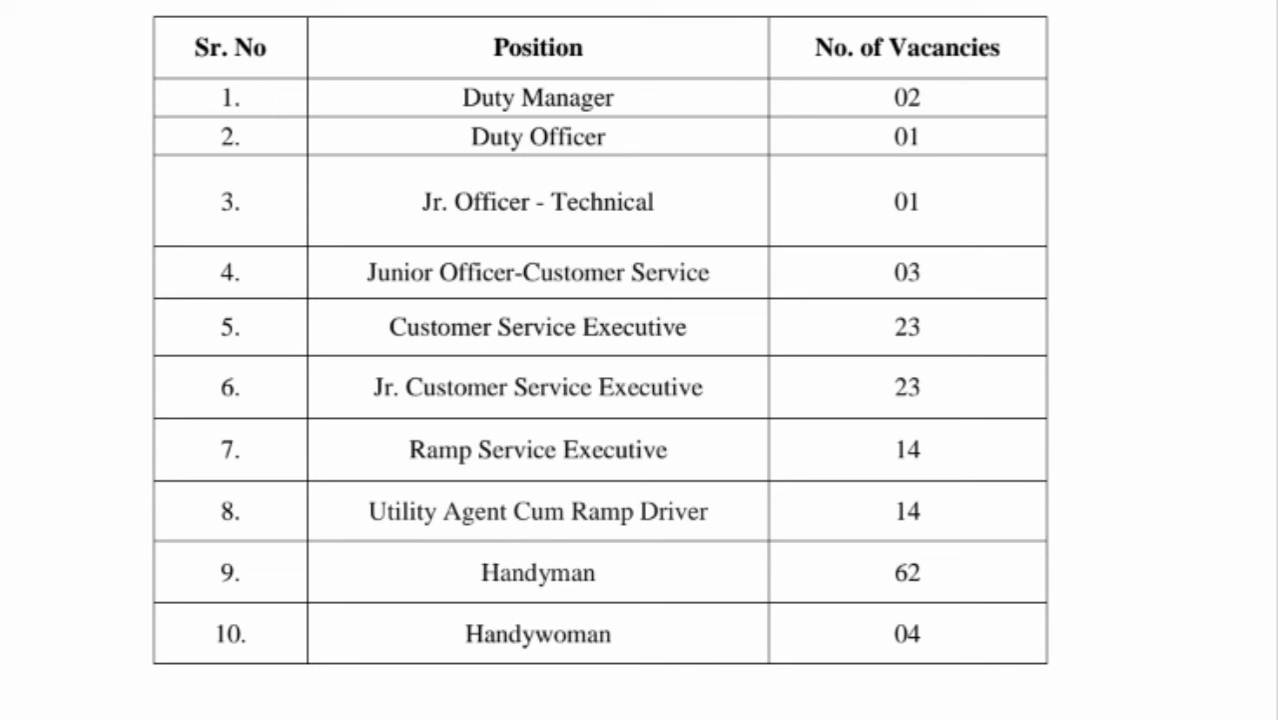 Sr. No Position No. of Vacancies
1. Duty Manager 02
2. Duty Officer 01
3. Jr. Officer - Technical 01
4. Junior Officer-Customer Service 03
5. Customer Service Executive 23
6. Jr. Customer Service Executive 23
7. Ramp Service Executive 14
8. Utility Agent Cum Ramp Driver 14
9. Handyman 62
10. Handywoman 04